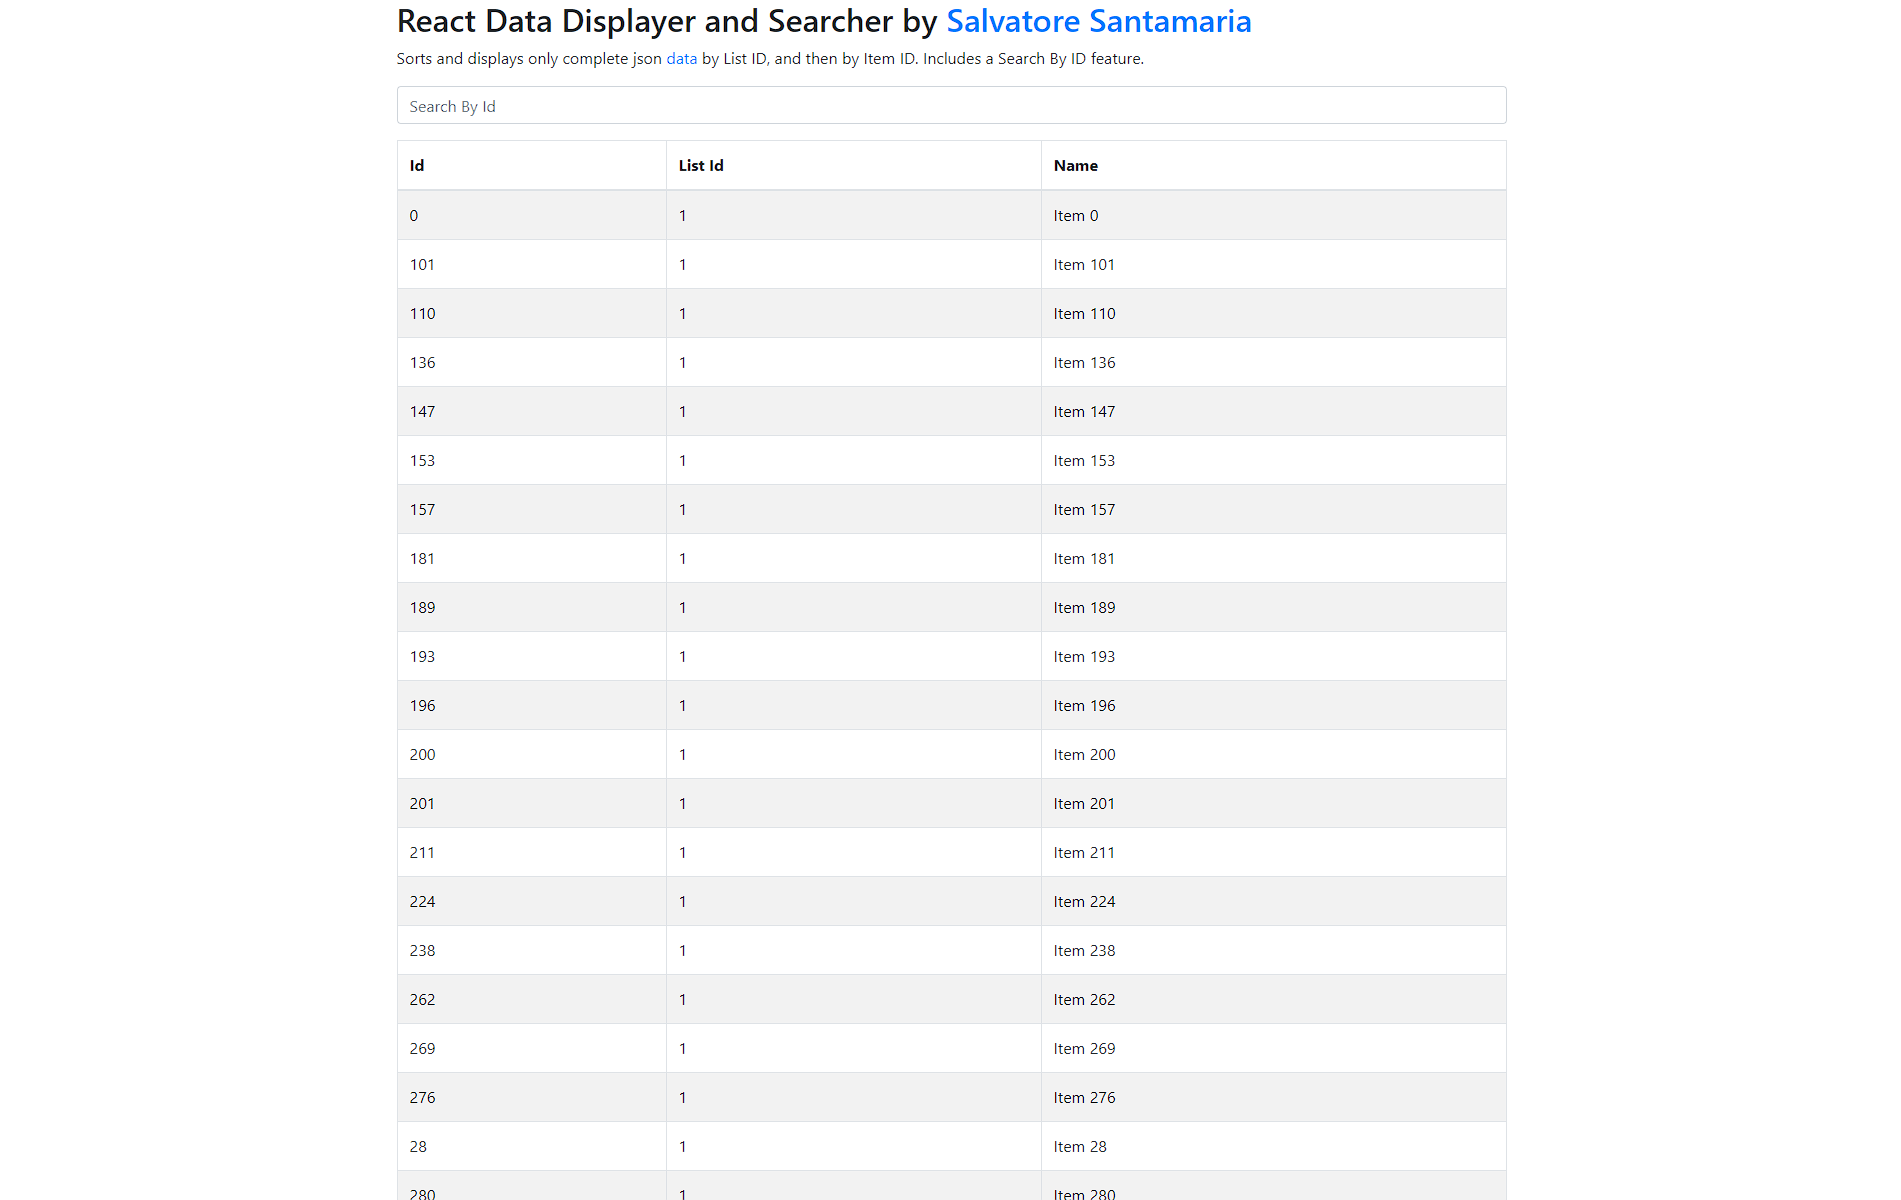 React Data Displayer and Searcher by Salvatore Santamaria
Sorts and displays only complete json data by List ID, and then by Item ID. Includes a Search By ID feature.
Search By Id
Id List Id Name
0 1 Item 0
101 1 Item 101
110 1 Item 110
136 1 Item 136
147 1 Item 147
153 1 Item 153
157 1 Item 157
181 1 Item 181
189 1 Item 189
193 1 Item 193
196 1 Item 196
200 1 Item 200
201 1 Item 201
211 1 Item 211
224 1 Item 224
238 1 Item 238
262 1 Item 262
269 1 Item 269
276 1 Item 276
28 1 Item 28
280 1 Item 280